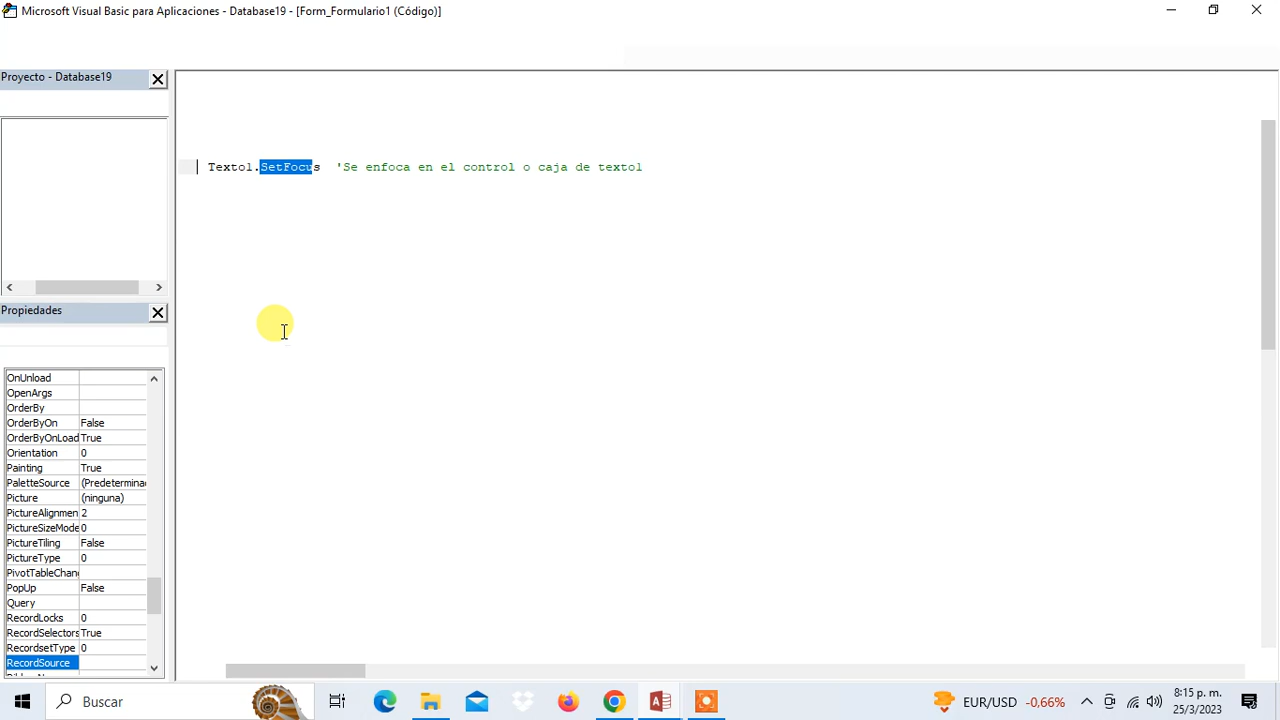 Microsoft Visual Basic para Aplicaciones - Database19 - [Form_Formulario1 (Código)]
Proyecto - Database19
Texto1.SetFocus 'Se enfoca en el control o caja de texto1
Propiedades
OnUnload
OpenArgs
OrderBy
OrderByOn False
OrderByOnLoad True
Orientation 0
Painting True
PaletteSource (Predetermina
Picture (ninguna)
PictureAlignmen 2
PictureSizeMode 0
PictureTiling False
PictureType 0
PivotTableChan
PopUp False
Query
RecordLocks 0
RecordSelectors True
RecordsetType 0
RecordSource
Buscar
EUR/USD -0,66%
8:15 p. m.
25/3/2023